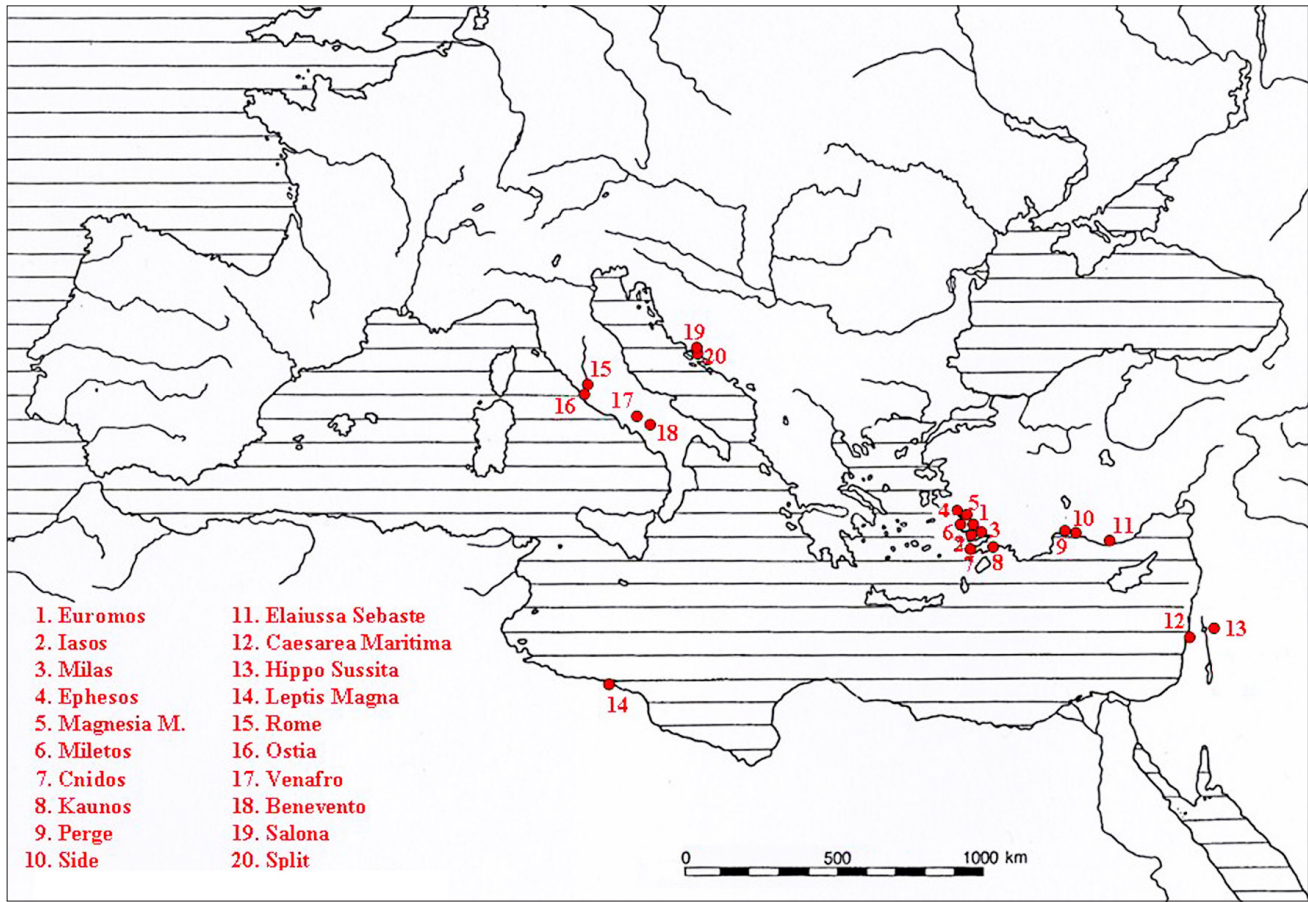 19
20
15
16
17
18
4
5
1
3
6
2
7
8
9
10
11
12
13
14
1. Euromos
2. Iasos
3. Milas
4. Ephesos
5. Magnesia M.
6. Miletos
7. Cnidos
8. Kaunos
9. Perge
10. Side
11. Elaiussa Sebaste
12. Caesarea Maritima
13. Hippo Sussita
14. Leptis Magna
15. Rome
16. Ostia
17. Venafro
18. Benevento
19. Salona
20. Split
0 500 1000 km